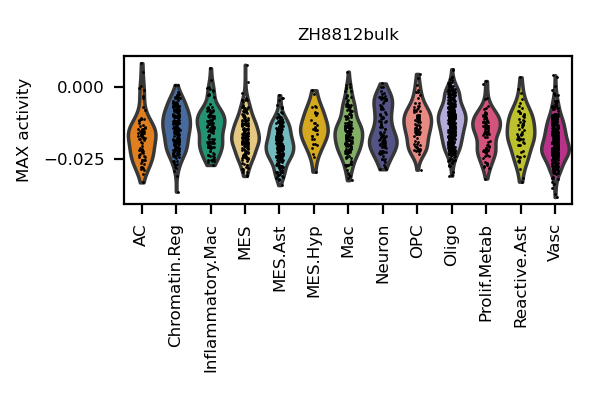 ZH8812bulk
MAX activity
0.000
−0.025
AC
Chromatin.Reg
Inflammatory.Mac
MES
MES.Ast
MES.Hyp
Mac
Neuron
OPC
Oligo
Prolif.Metab
Reactive.Ast
Vasc